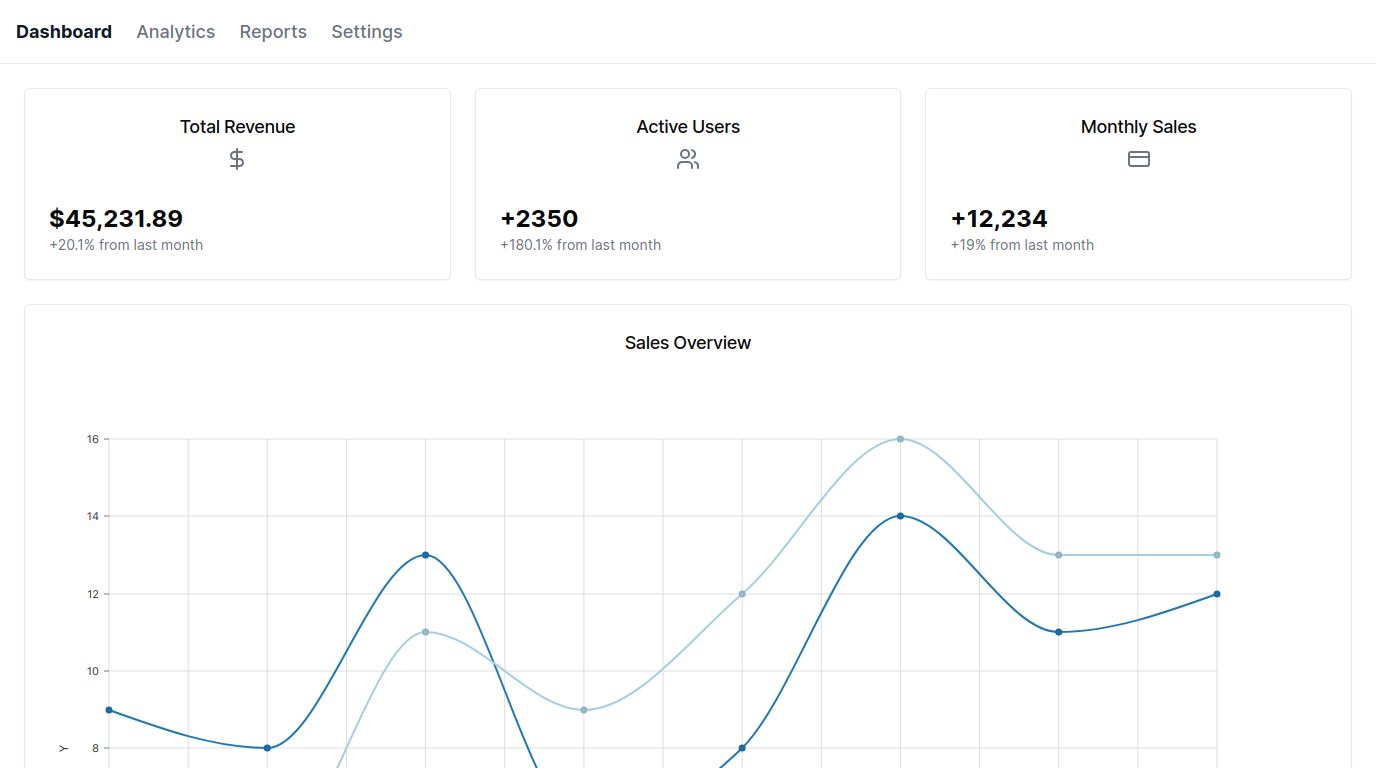 Dashboard Analytics Reports Settings
Total Revenue
$45,231.89
+20.1% from last month
Active Users
+2350
+180.1% from last month
Monthly Sales
+12,234
+19% from last month
Sales Overview
16
14
12
10
8
Y